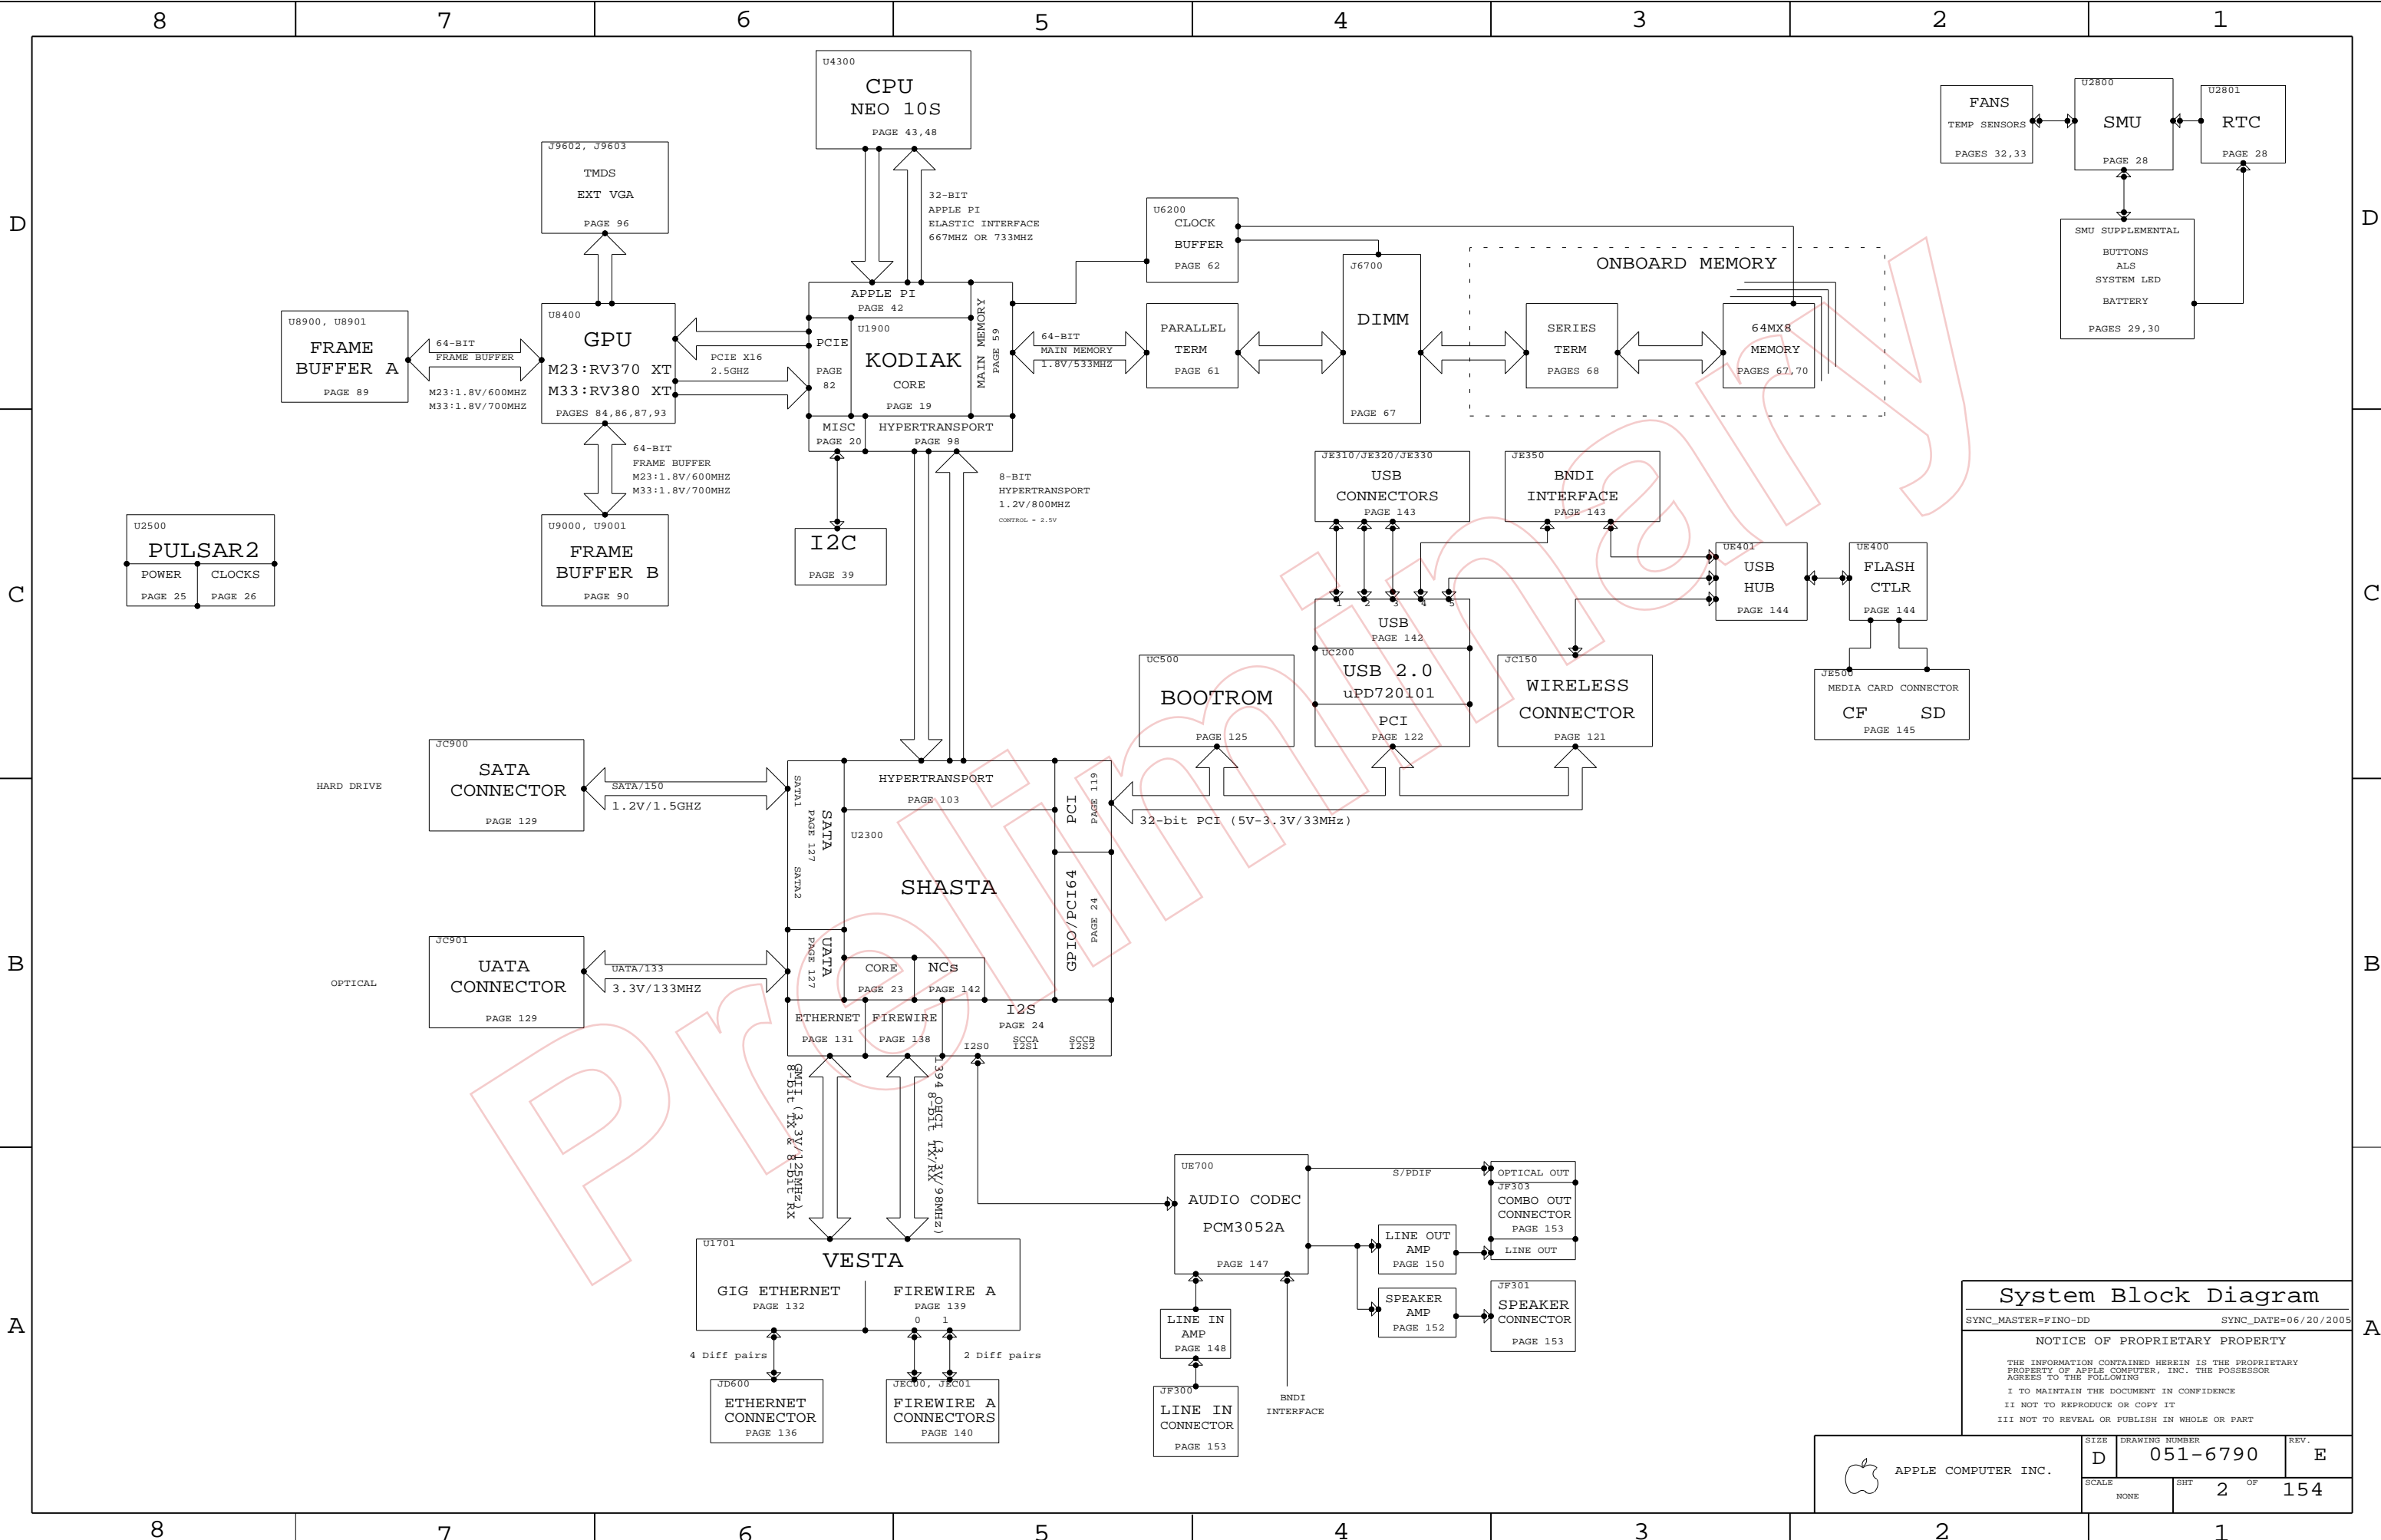 8 7 6 5 4 3 2 1
D
C
B
A
U4300
CPU
NEO 10S
PAGE 43,48
32-BIT
APPLE PI
ELASTIC INTERFACE
667MHZ OR 733MHZ
J9602, J9603
TMDS
EXT VGA
PAGE 96
U8900, U8901
FRAME
BUFFER A
PAGE 89
64-BIT
FRAME BUFFER
M23:1.8V/600MHZ
M33:1.8V/700MHZ
U8400
GPU
M23:RV370 XT
M33:RV380 XT
PAGES 84,86,87,93
PCIE X16
2.5GHZ
64-BIT
FRAME BUFFER
M23:1.8V/600MHZ
M33:1.8V/700MHZ
U9000, U9001
FRAME
BUFFER B
PAGE 90
U2500
PULSAR2
POWER
PAGE 25
CLOCKS
PAGE 26
APPLE PI
PAGE 42
PCIE
PAGE
82
U1900
KODIAK
CORE
PAGE 19
MAIN MEMORY
PAGE 59
MISC
PAGE 20
HYPERTRANSPORT
PAGE 98
I2C
PAGE 39
8-BIT
HYPERTRANSPORT
1.2V/800MHZ
CONTROL = 2.5V
64-BIT
MAIN MEMORY
1.8V/533MHZ
U6200
CLOCK
BUFFER
PAGE 62
PARALLEL
TERM
PAGE 61
J6700
DIMM
PAGE 67
ONBOARD MEMORY
SERIES
TERM
PAGES 68
64MX8
MEMORY
PAGES 67,70
FANS
TEMP SENSORS
PAGES 32,33
U2800
SMU
PAGE 28
U2801
RTC
PAGE 28
SMU SUPPLEMENTAL
BUTTONS
ALS
SYSTEM LED
BATTERY
PAGES 29,30
JE310/JE320/JE330
USB
CONNECTORS
PAGE 143
JE350
BNDI
INTERFACE
PAGE 143
UE401
USB
HUB
PAGE 144
UE400
FLASH
CTLR
PAGE 144
JE500
MEDIA CARD CONNECTOR
CF SD
PAGE 145
1 2 3 4 5
USB
PAGE 142
UC200
USB 2.0
uPD720101
PCI
PAGE 122
UC500
BOOTROM
PAGE 125
JC150
WIRELESS
CONNECTOR
PAGE 121
32-bit PCI (5V-3.3V/33MHz)
HARD DRIVE
JC900
SATA
CONNECTOR
PAGE 129
SATA/150
1.2V/1.5GHZ
OPTICAL
JC901
UATA
CONNECTOR
PAGE 129
UATA/133
3.3V/133MHZ
SATA1
SATA
PAGE 127
SATA2
UATA
PAGE 127
HYPERTRANSPORT
PAGE 103
U2300
SHASTA
PCI
PAGE 119
GPIO/PCI64
PAGE 24
CORE
PAGE 23
NCs
PAGE 142
ETHERNET
PAGE 131
FIREWIRE
PAGE 138
I2S
PAGE 24
I2S0
SCCA
I2S1
SCCB
I2S2
GMII (3.3V/125MHz)
8-bit TX & 8-bit RX
1394 OHCI (3.3V/98MHz)
8-bit TX/RX
U1701
VESTA
GIG ETHERNET
PAGE 132
FIREWIRE A
PAGE 139
0 1
4 Diff pairs
2 Diff pairs
JD600
ETHERNET
CONNECTOR
PAGE 136
JEC00, JEC01
FIREWIRE A
CONNECTORS
PAGE 140
UE700
AUDIO CODEC
PCM3052A
PAGE 147
S/PDIF
OPTICAL OUT
JF303
COMBO OUT
CONNECTOR
PAGE 153
LINE OUT
LINE OUT
AMP
PAGE 150
SPEAKER
AMP
PAGE 152
JF301
SPEAKER
CONNECTOR
PAGE 153
LINE IN
AMP
PAGE 148
JF300
LINE IN
CONNECTOR
PAGE 153
BNDI
INTERFACE
Preliminary
System Block Diagram
SYNC_MASTER=FINO-DD SYNC_DATE=06/20/2005
NOTICE OF PROPRIETARY PROPERTY
THE INFORMATION CONTAINED HEREIN IS THE PROPRIETARY
PROPERTY OF APPLE COMPUTER, INC. THE POSSESSOR
AGREES TO THE FOLLOWING
I TO MAINTAIN THE DOCUMENT IN CONFIDENCE
II NOT TO REPRODUCE OR COPY IT
III NOT TO REVEAL OR PUBLISH IN WHOLE OR PART
APPLE COMPUTER INC.
SIZE
D
DRAWING NUMBER
051-6790
REV.
E
SCALE
NONE
SHT
2
OF
154
D
C
B
A
8 7 6 5 4 3 2 1